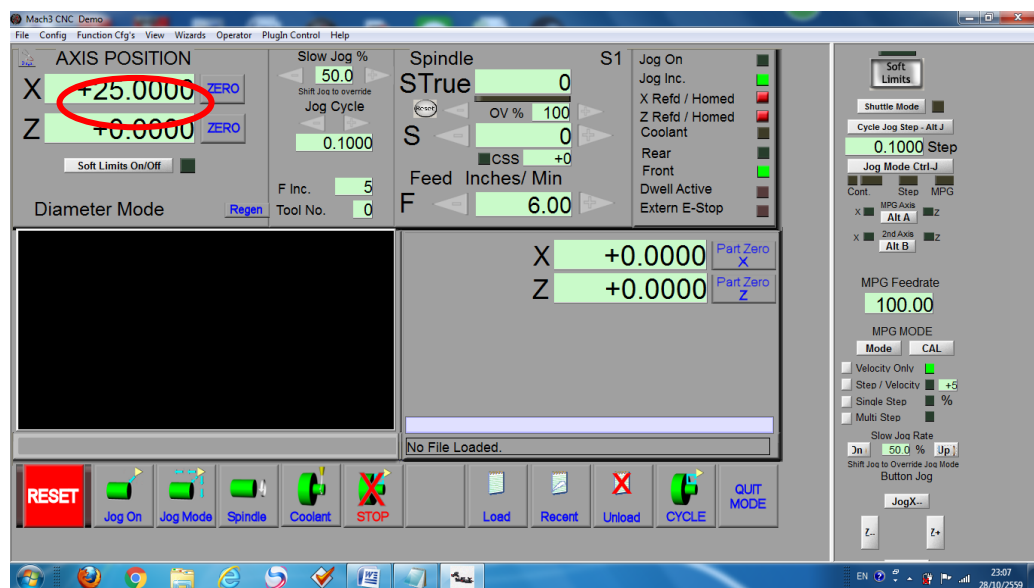 Mach3 CNC Demo
File Config Function Cfg's View Wizards Operator PlugIn Control Help
AXIS POSITION
X +25.0000 ZERO
Z +0.0000 ZERO
Soft Limits On/Off
Diameter Mode Regen
Slow Jog %
50.0
Shift Jog to override
Jog Cycle
0.1000
F Inc. 5
Tool No. 0
Spindle S1
STrue 0
Reset OV % 100
S 0
CSS +0
Feed Inches/ Min
F 6.00
Jog On
Jog Inc.
X Refd / Homed
Z Refd / Homed
Coolant
Rear
Front
Dwell Active
Extern E-Stop
X +0.0000 Part Zero X
Z +0.0000 Part Zero Z
No File Loaded.
RESET
Jog On
Jog Mode
Spindle
Coolant
STOP
Load
Recent
Unload
CYCLE
QUIT MODE
Soft
Limits
Shuttle Mode
Cycle Jog Step - Alt J
0.1000 Step
Jog Mode Ctrl-J
Cont. Step MPG
MPG Axis
X Alt A Z
2nd Axis
X Alt B Z
MPG Feedrate
100.00
MPG MODE
Mode CAL
Velocity Only
Step / Velocity +5
Single Step %
Multi Step
Slow Jog Rate
Dn 50.0 % Up
Shift Jog to Override Jog Mode
Button Jog
JogX--
Z-- Z+
EN 23:07
28/10/2559